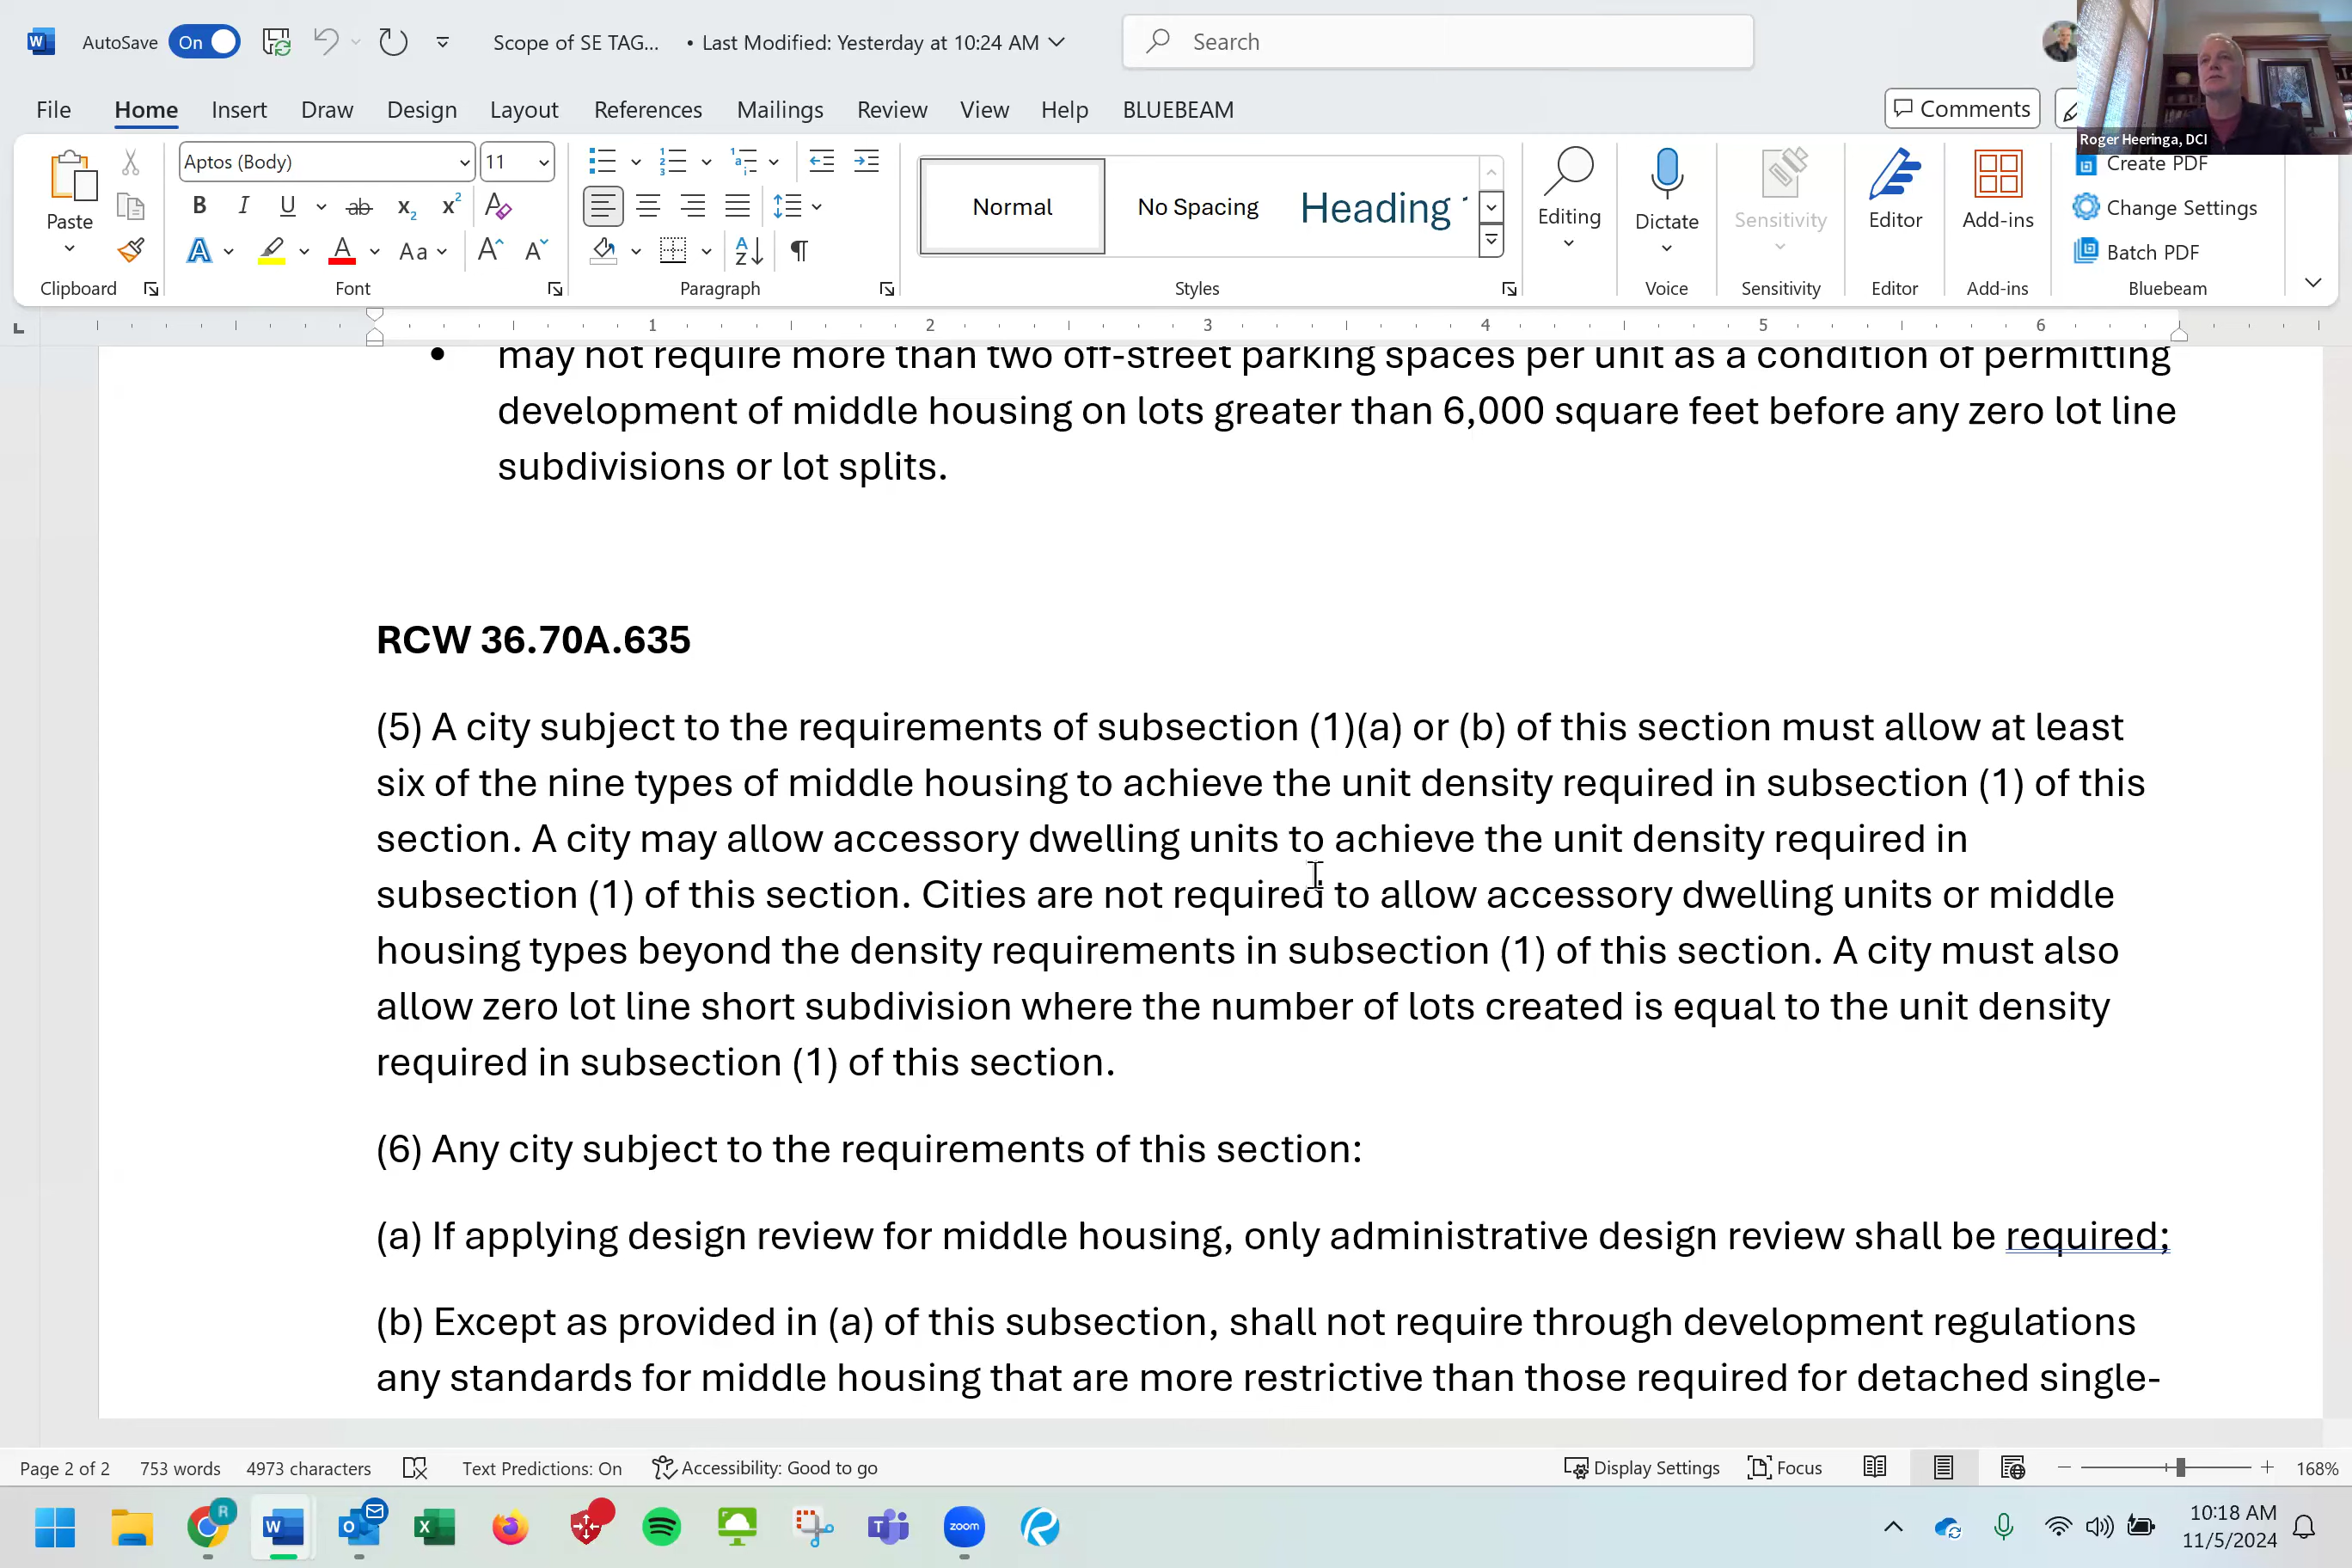 AutoSave On Scope of SE TAG... • Last Modified: Yesterday at 10:24 AM Search
File Home Insert Draw Design Layout References Mailings Review View Help BLUEBEAM Comments
Roger Heeringa, DCI
Paste
Clipboard
Aptos (Body) 11
Font
Paragraph
Normal No Spacing Heading 
Styles
Editing
Dictate
Voice
Sensitivity
Sensitivity
Editor
Editor
Add-ins
Add-ins
Create PDF
Change Settings
Batch PDF
Bluebeam
1 2 3 4 5 6
• may not require more than two off-street parking spaces per unit as a condition of permitting
development of middle housing on lots greater than 6,000 square feet before any zero lot line
subdivisions or lot splits.
RCW 36.70A.635
(5) A city subject to the requirements of subsection (1)(a) or (b) of this section must allow at least
six of the nine types of middle housing to achieve the unit density required in subsection (1) of this
section. A city may allow accessory dwelling units to achieve the unit density required in
subsection (1) of this section. Cities are not required to allow accessory dwelling units or middle
housing types beyond the density requirements in subsection (1) of this section. A city must also
allow zero lot line short subdivision where the number of lots created is equal to the unit density
required in subsection (1) of this section.
(6) Any city subject to the requirements of this section:
(a) If applying design review for middle housing, only administrative design review shall be required;
(b) Except as provided in (a) of this subsection, shall not require through development regulations
any standards for middle housing that are more restrictive than those required for detached single-
Page 2 of 2 753 words 4973 characters Text Predictions: On Accessibility: Good to go Display Settings Focus 168%
zoom
10:18 AM
11/5/2024